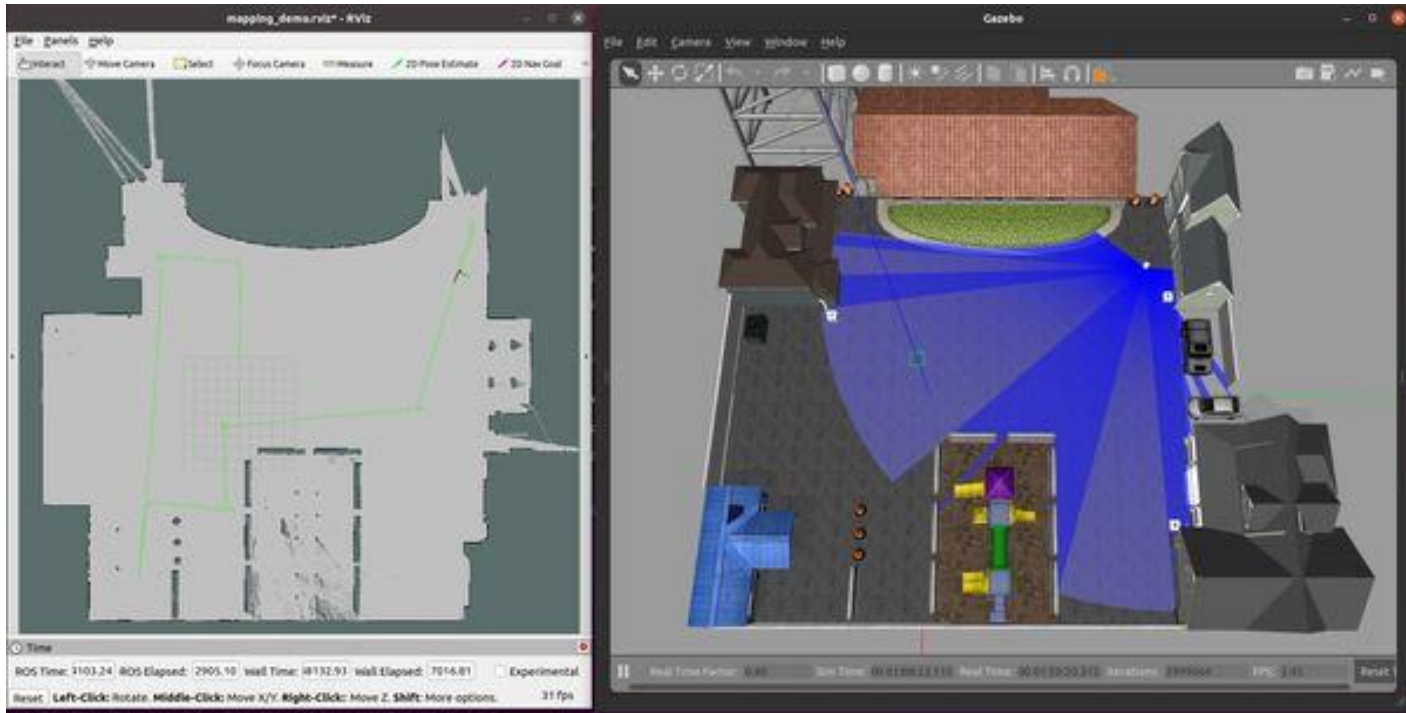 mapping_demo.rviz* - RViz
File Panels Help
Interact Move Camera Select Focus Camera Measure 2D Pose Estimate 2D Nav Goal
Time
ROS Time: 3103.24 ROS Elapsed: 2905.10 Wall Time: Wall Elapsed: 7016.81 Experimental
Reset Left-Click: Rotate. Middle-Click: Move X/Y. Right-Click: Move Z. Shift: More options. 31 fps
Gazebo
File Edit Camera View Window Help
Real Time Factor: Sim Time: Real Time: Iterations: FPS: Reset